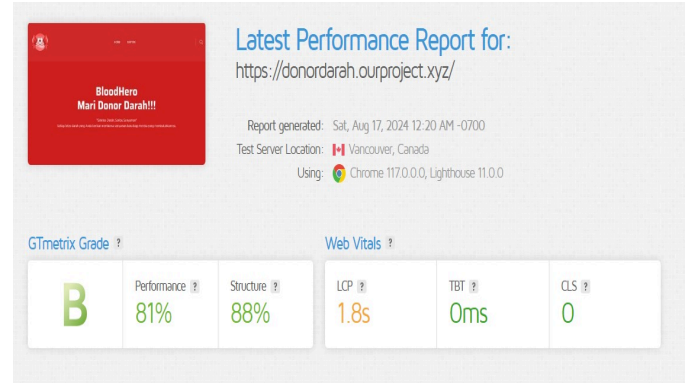 Latest Performance Report for:
https://donordarah.ourproject.xyz/
BloodHero
Mari Donor Darah!!!
Report generated: Sat, Aug 17, 2024 12:20 AM -0700
Test Server Location: Vancouver, Canada
Using: Chrome 117.0.0.0, Lighthouse 11.0.0
GTmetrix Grade ?
Web Vitals ?
B
Performance ?
81%
Structure ?
88%
LCP ?
1.8s
TBT ?
0ms
CLS ?
0